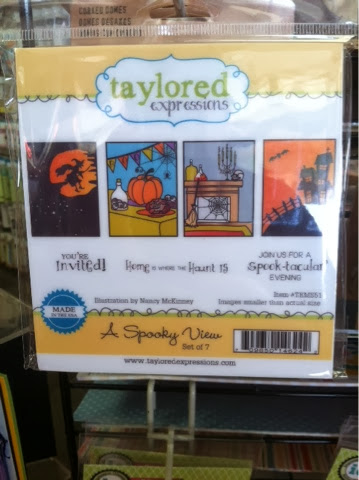 taylored
expressions
YOU'RE
Invited!
Home IS WHERE THE Haunt IS
JOIN US FOR A
Spook-tacular
EVENING
Illustration by Nancy McKinney
Images smaller than actual size
MADE
IN THE USA
A Spooky View
Set of 7
www.tayloredexpressions.com